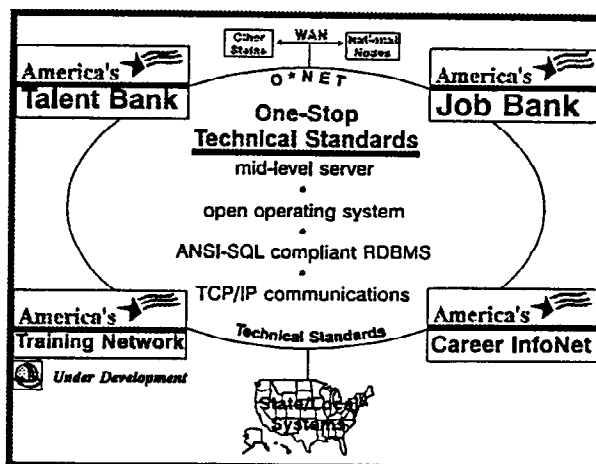 Other
States
WAN
National
Nodes
O*NET
America's
Talent Bank
America's
Job Bank
One-Stop
Technical Standards
mid-level server
•
open operating system
•
ANSI-SQL compliant RDBMS
•
TCP/IP communications
America's
Training Network
America's
Career InfoNet
Technical Standards
Under Development
State/Local
Systems